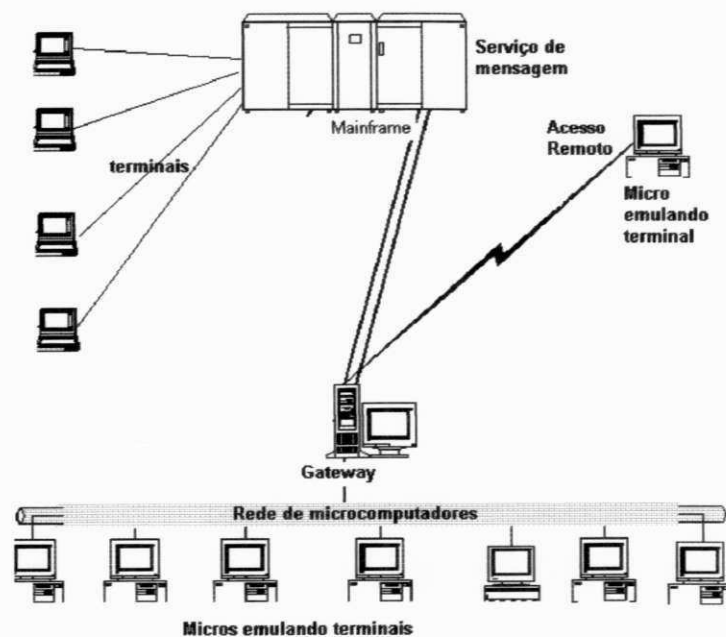 Serviço de
mensagem
Mainframe
terminais
Acesso
Remoto
Micro
emulando
terminal
Gateway
Rede de microcomputadores
Micros emulando terminais